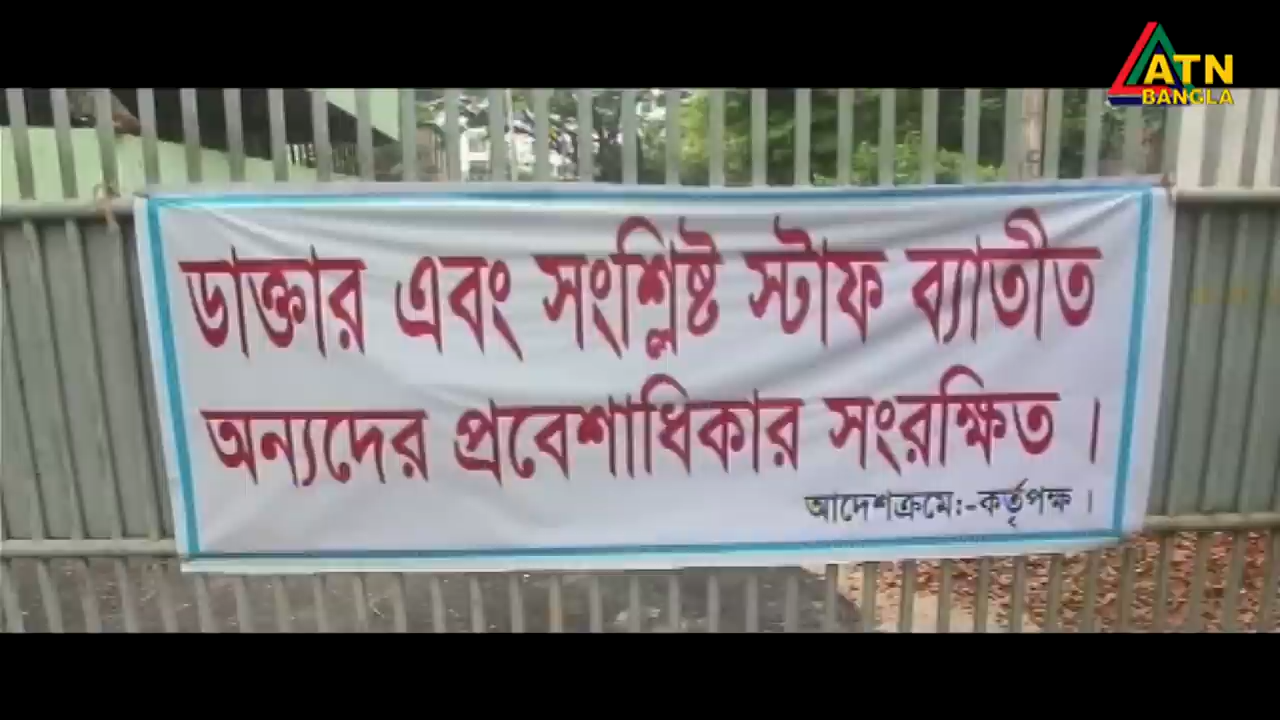 ATN
BANGLA
ডাক্তার এবং সংশ্লিষ্ট স্টাফ ব্যাতীত
অন্যদের প্রবেশাধিকার সংরক্ষিত ।
আদেশক্রমে:-কর্তৃপক্ষ ।